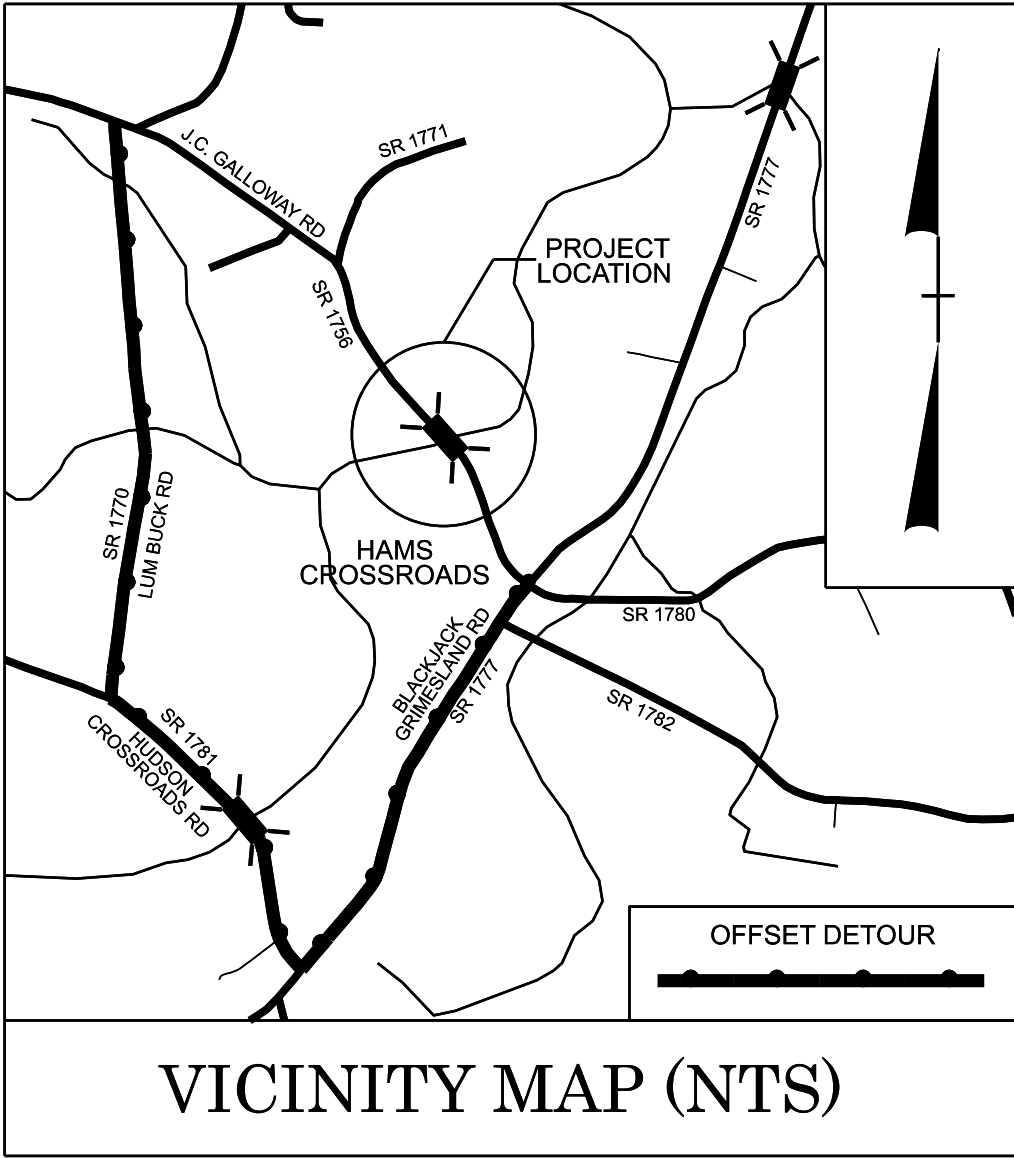 J.C. GALLOWAY RD
SR 1771
SR 1777
PROJECT
LOCATION
SR 1756
SR 1770
LUM BUCK RD
HAMS
CROSSROADS
SR 1780
BLACKJACK
GRIMESLAND RD
SR 1777
SR 1782
SR 1781
HUDSON
CROSSROADS RD
OFFSET DETOUR
VICINITY MAP (NTS)